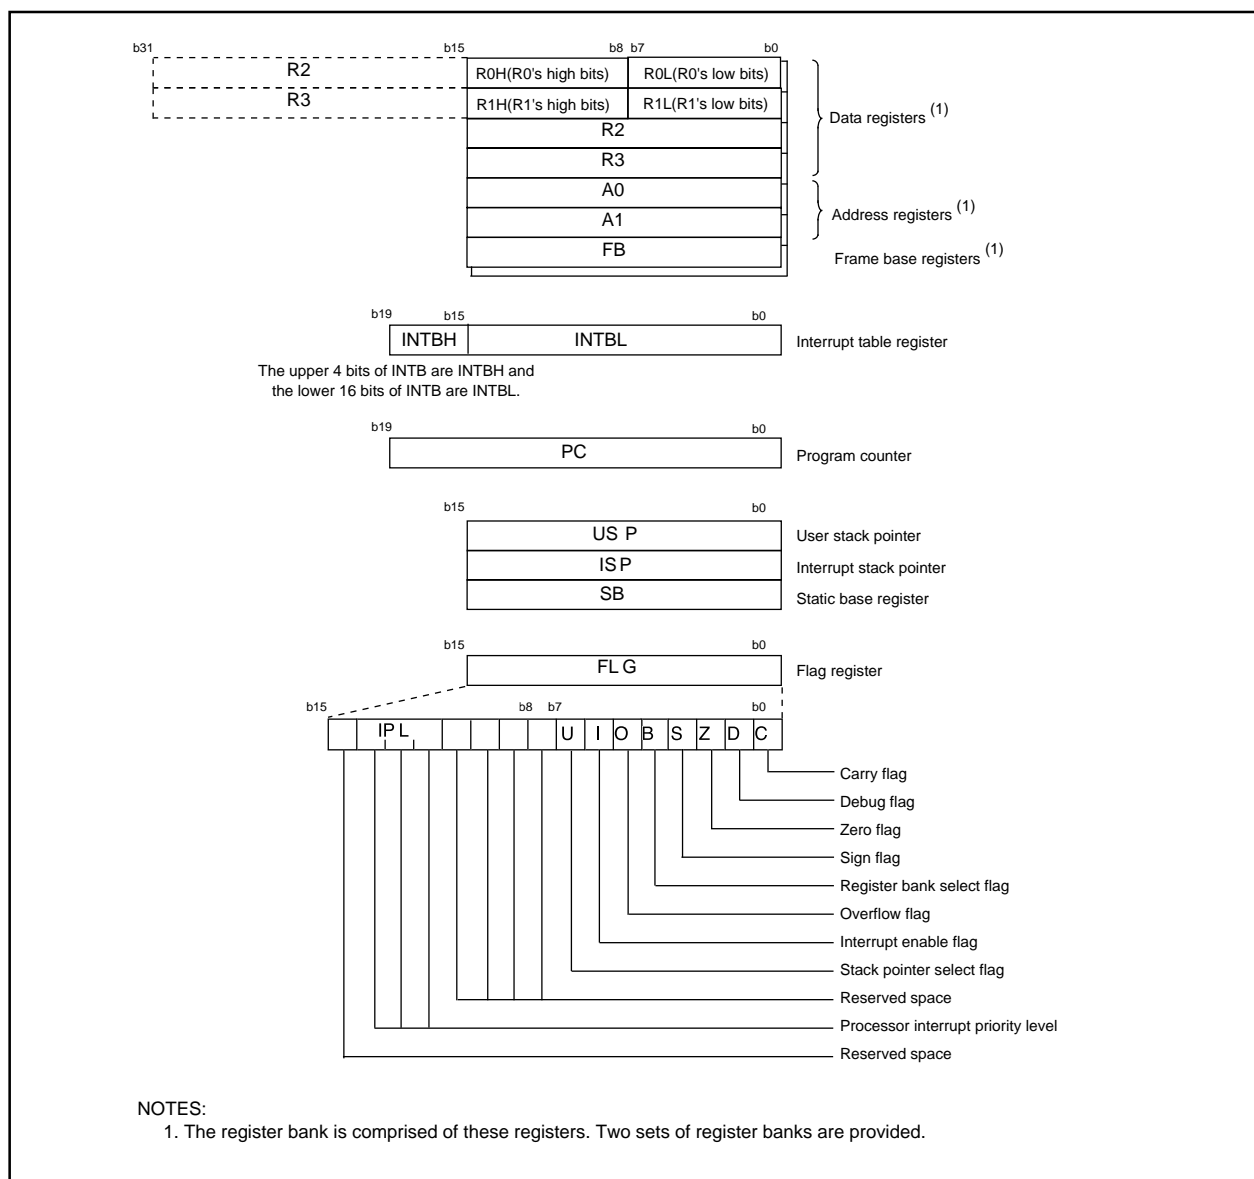 b31 b15 b8 b7 b0
R2 R0H(R0's high bits) R0L(R0's low bits)
R3 R1H(R1's high bits) R1L(R1's low bits)
Data registers (1)
R2
R3
A0
A1
Address registers (1)
FB
Frame base registers (1)
b19 b15 b0
INTBH INTBL Interrupt table register
The upper 4 bits of INTB are INTBH and
the lower 16 bits of INTB are INTBL.
b19 b0
PC Program counter
b15 b0
US P User stack pointer
IS P Interrupt stack pointer
SB Static base register
b15 b0
FL G Flag register
b15 b8 b7 b0
IP L U I O B S Z D C
Carry flag
Debug flag
Zero flag
Sign flag
Register bank select flag
Overflow flag
Interrupt enable flag
Stack pointer select flag
Reserved space
Processor interrupt priority level
Reserved space
NOTES:
1. The register bank is comprised of these registers. Two sets of register banks are provided.